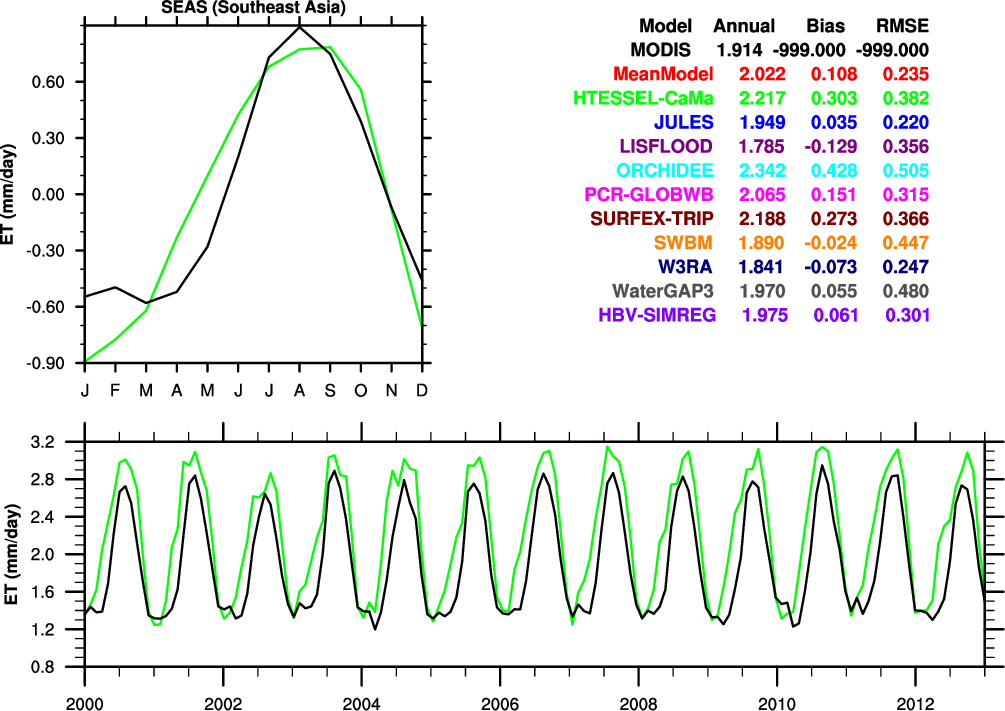 SEAS (Southeast Asia)
ET (mm/day)
0.60
0.30
0.00
-0.30
-0.60
-0.90
J F M A M J J A S O N D
Model Annual Bias RMSE
MODIS 1.914 -999.000 -999.000
MeanModel 2.022 0.108 0.235
HTESSEL-CaMa 2.217 0.303 0.382
JULES 1.949 0.035 0.220
LISFLOOD 1.785 -0.129 0.356
ORCHIDEE 2.342 0.428 0.505
PCR-GLOBWB 2.065 0.151 0.315
SURFEX-TRIP 2.188 0.273 0.366
SWBM 1.890 -0.024 0.447
W3RA 1.841 -0.073 0.247
WaterGAP3 1.970 0.055 0.480
HBV-SIMREG 1.975 0.061 0.301
ET (mm/day)
3.2
2.8
2.4
2.0
1.6
1.2
0.8
2000 2002 2004 2006 2008 2010 2012